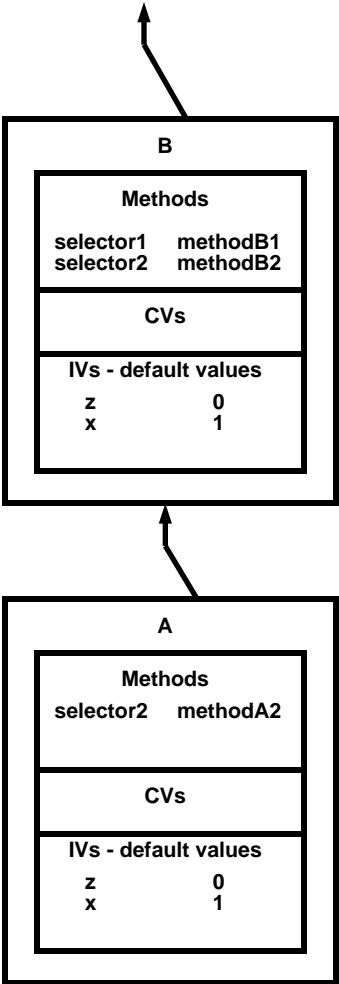 B
Methods
selector1 methodB1
selector2 methodB2
CVs
IVs - default values
z 0
x 1
A
Methods
selector2 methodA2
CVs
IVs - default values
z 0
x 1